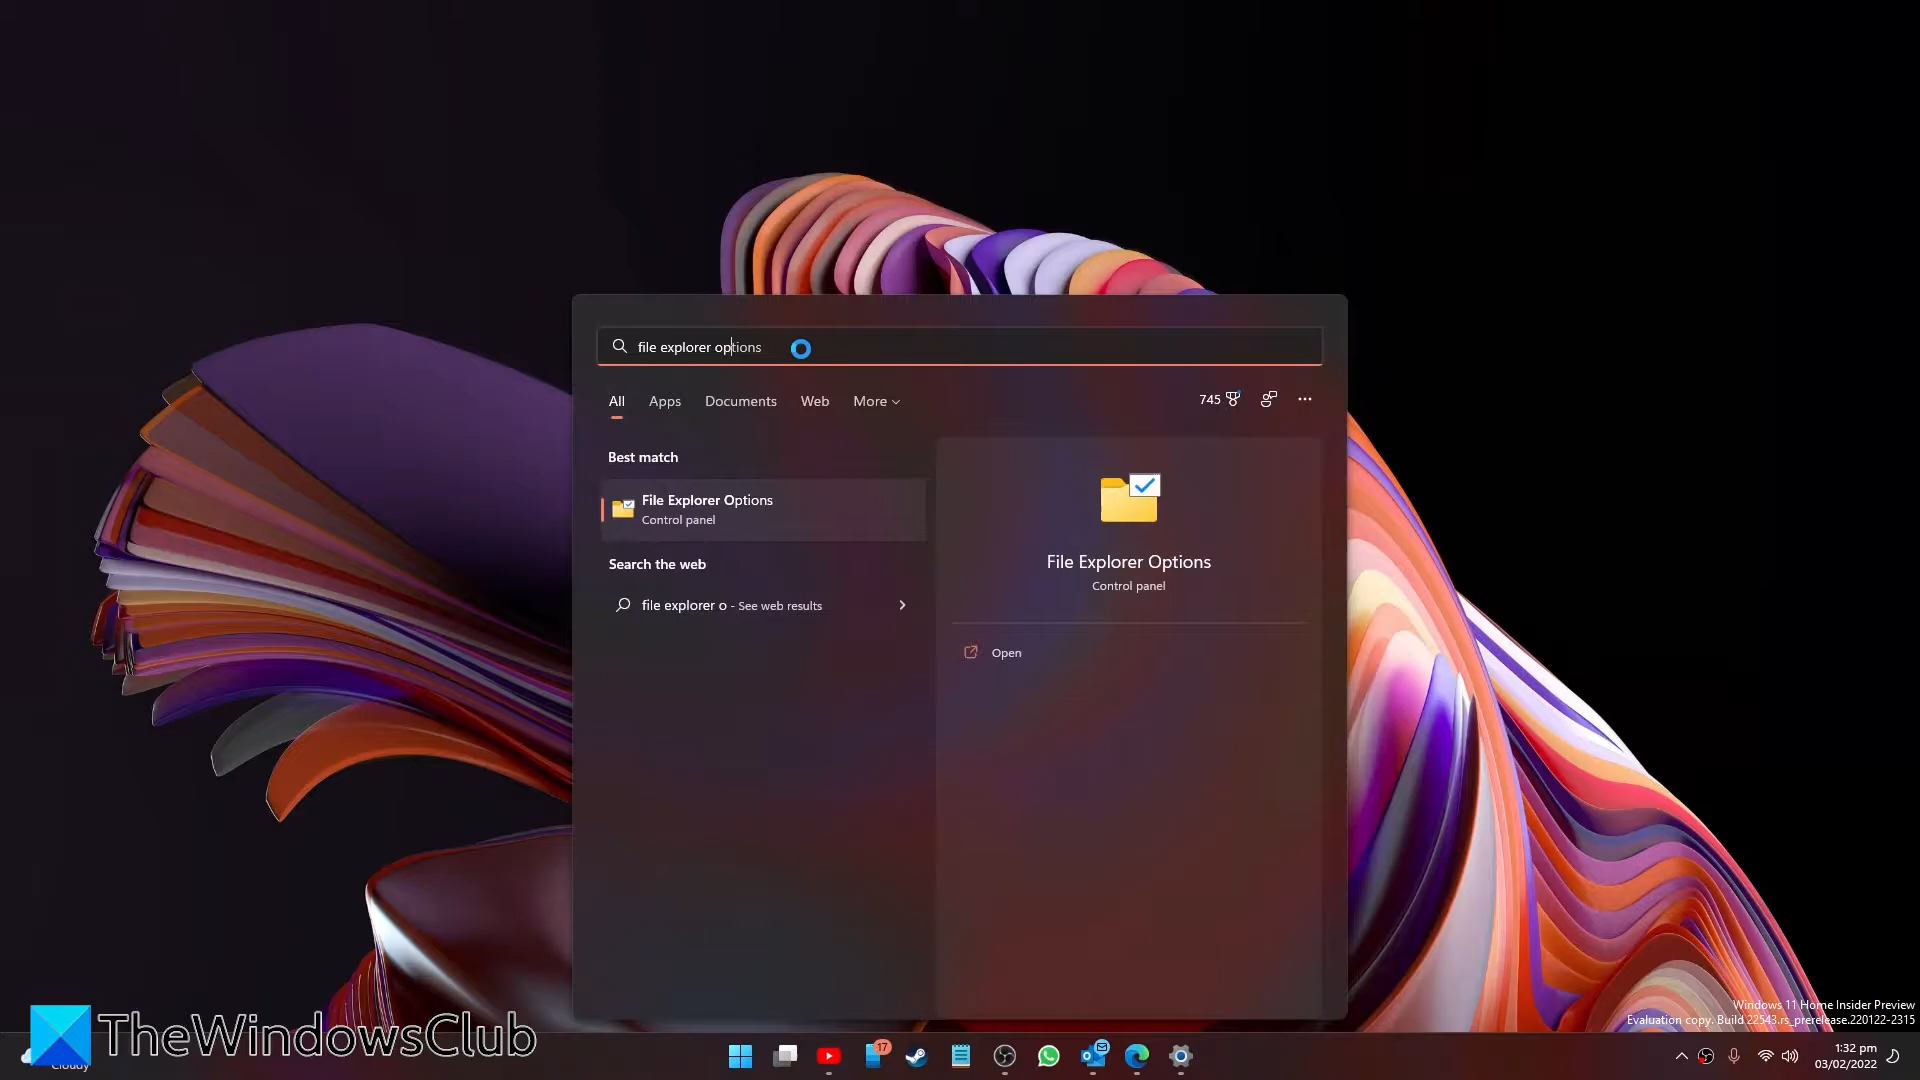 file explorer options
All Apps Documents Web More
745
Best match
File Explorer Options
Control panel
Search the web
file explorer o - See web results
File Explorer Options
Control panel
Open
Windows 11 Home Insider Preview
Evaluation copy. Build 22543.rs_prerelease.220122-2315
TheWindowsClub
Cloudy
17
1:32 pm
03/02/2022